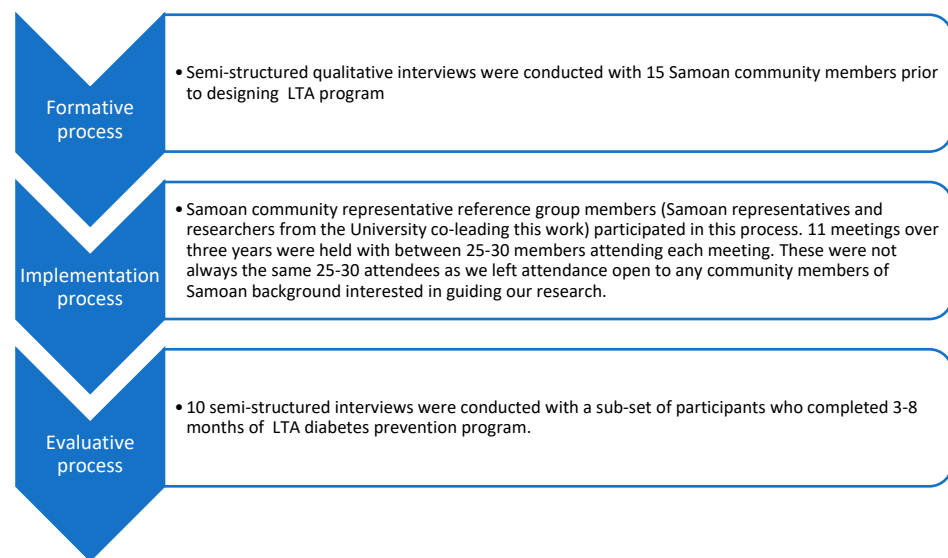 Formative
process
• Semi-structured qualitative interviews were conducted with 15 Samoan community members prior
to designing LTA program
Implementation
process
• Samoan community representative reference group members (Samoan representatives and
researchers from the University co-leading this work) participated in this process. 11 meetings over
three years were held with between 25-30 members attending each meeting. These were not
always the same 25-30 attendees as we left attendance open to any community members of
Samoan background interested in guiding our research.
Evaluative
process
• 10 semi-structured interviews were conducted with a sub-set of participants who completed 3-8
months of LTA diabetes prevention program.